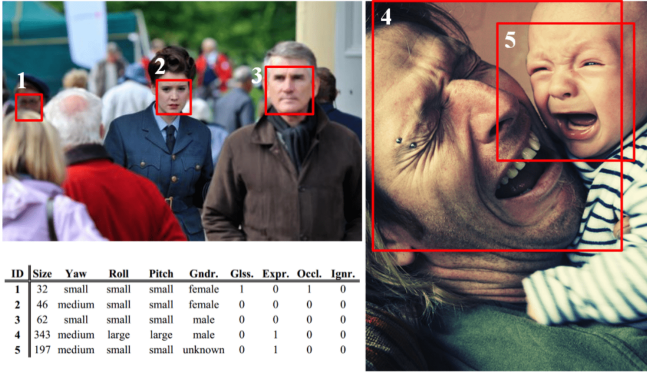 1
2
3
4
5
ID Size Yaw Roll Pitch Gndr. Glss. Expr. Occl. Ignr.
1 32 small small small female 1 0 1 0
2 46 medium small small female 0 0 0 0
3 62 small small small male 0 0 0 0
4 343 medium large large male 0 1 0 0
5 197 medium small small unknown 0 1 0 0